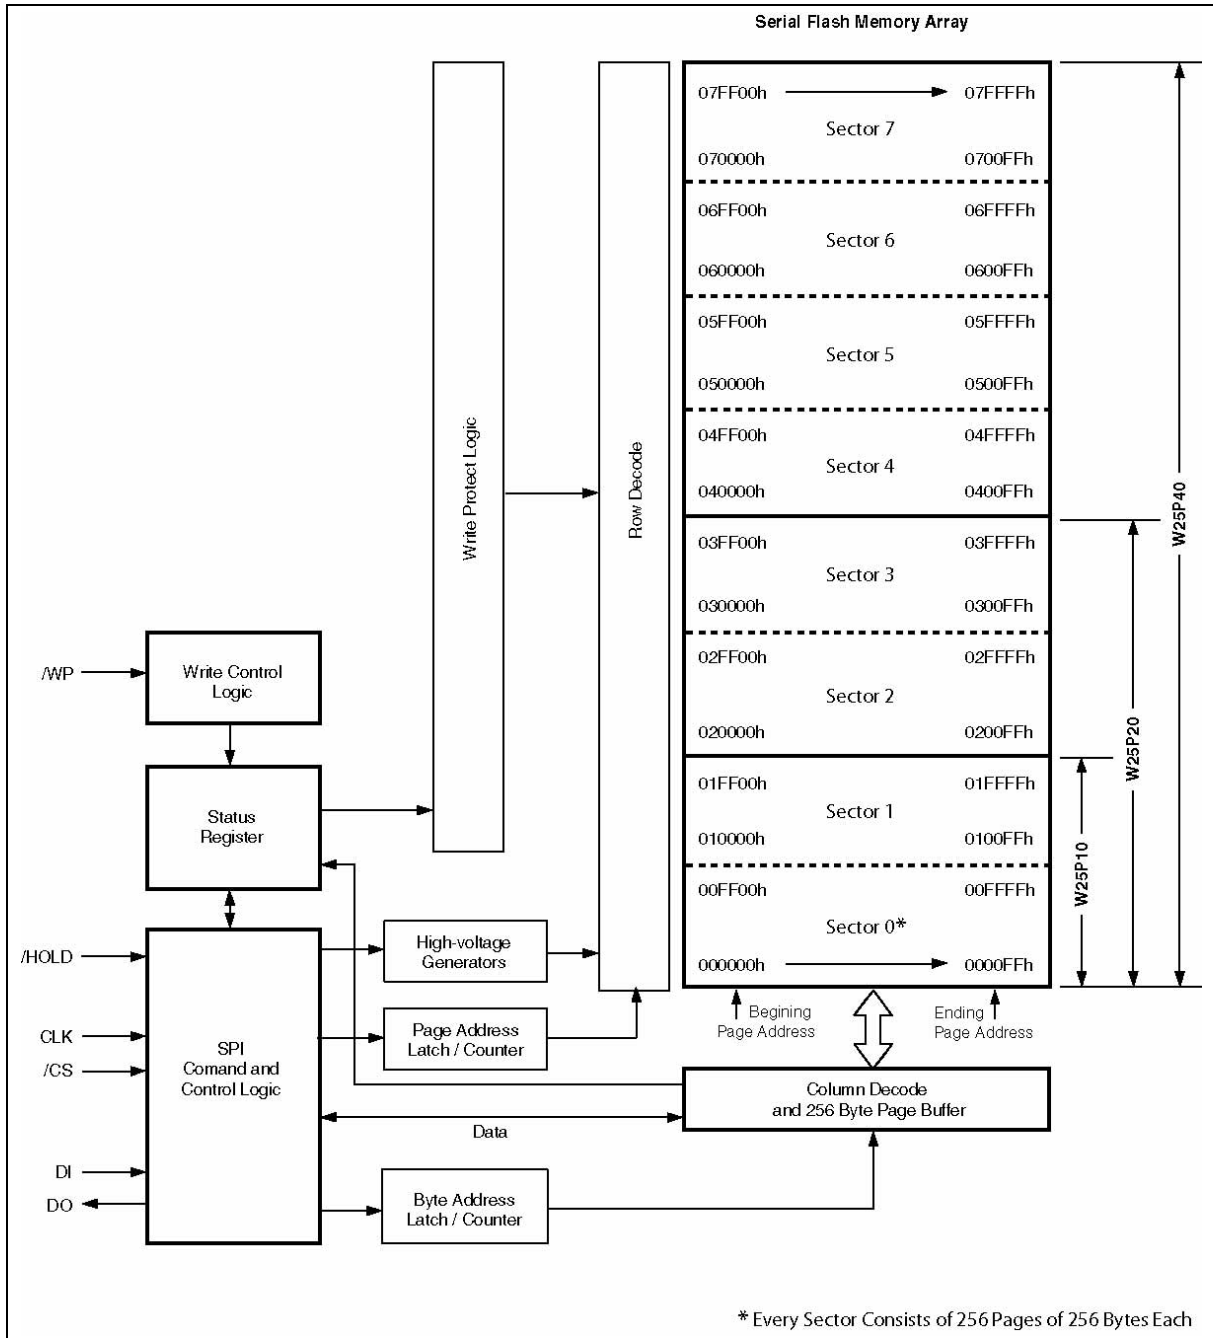 Serial Flash Memory Array
07FF00h 07FFFFh
Sector 7
070000h 0700FFh
06FF00h 06FFFFh
Sector 6
060000h 0600FFh
05FF00h 05FFFFh
Sector 5
050000h 0500FFh
04FF00h 04FFFFh
Sector 4
040000h 0400FFh
03FF00h 03FFFFh
Sector 3
030000h 0300FFh
02FF00h 02FFFFh
Sector 2
020000h 0200FFh
01FF00h 01FFFFh
Sector 1
010000h 0100FFh
00FF00h 00FFFFh
Sector 0*
000000h 0000FFh
Begining
Page Address
Ending
Page Address
W25P40
W25P20
W25P10
Write Protect Logic
Row Decode
/WP
Write Control
Logic
Status
Register
/HOLD
CLK
/CS
DI
DO
SPI
Comand and
Control Logic
High-voltage
Generators
Page Address
Latch / Counter
Column Decode
and 256 Byte Page Buffer
Data
Byte Address
Latch / Counter
* Every Sector Consists of 256 Pages of 256 Bytes Each